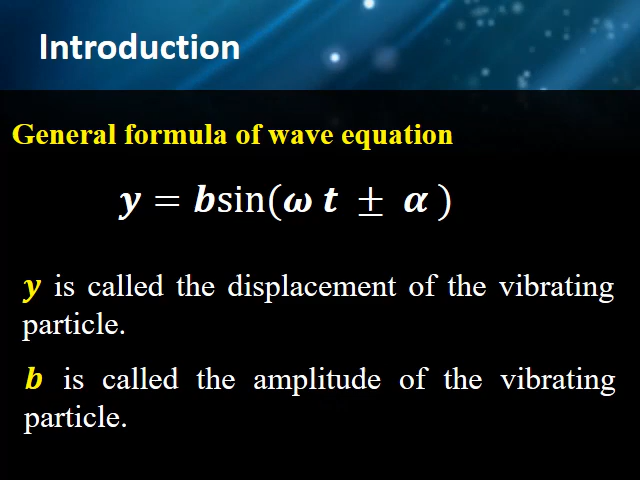 Introduction
General formula of wave equation
𝒚 = 𝒃sin(𝝎 𝒕 ± 𝜶 )
𝒚 is called the displacement of the vibrating
particle.
𝒃 is called the amplitude of the vibrating
particle.